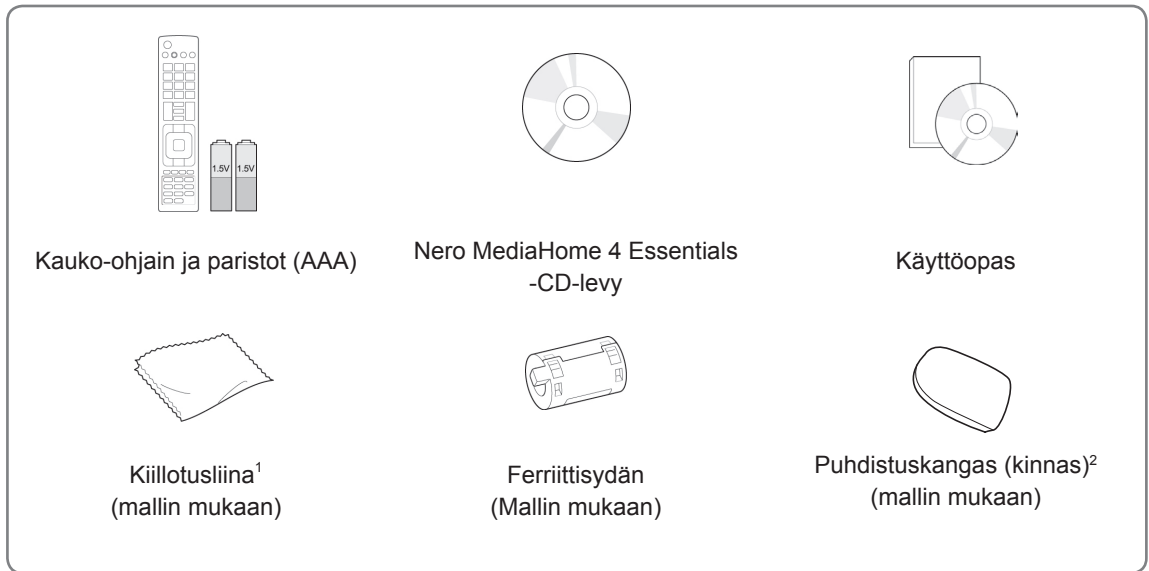 1.5V 1.5V
Kauko-ohjain ja paristot (AAA)
Nero MediaHome 4 Essentials
-CD-levy
Käyttöopas
Kiillotusliina¹
(mallin mukaan)
Ferriittisydän
(Mallin mukaan)
Puhdistuskangas (kinnas)²
(mallin mukaan)